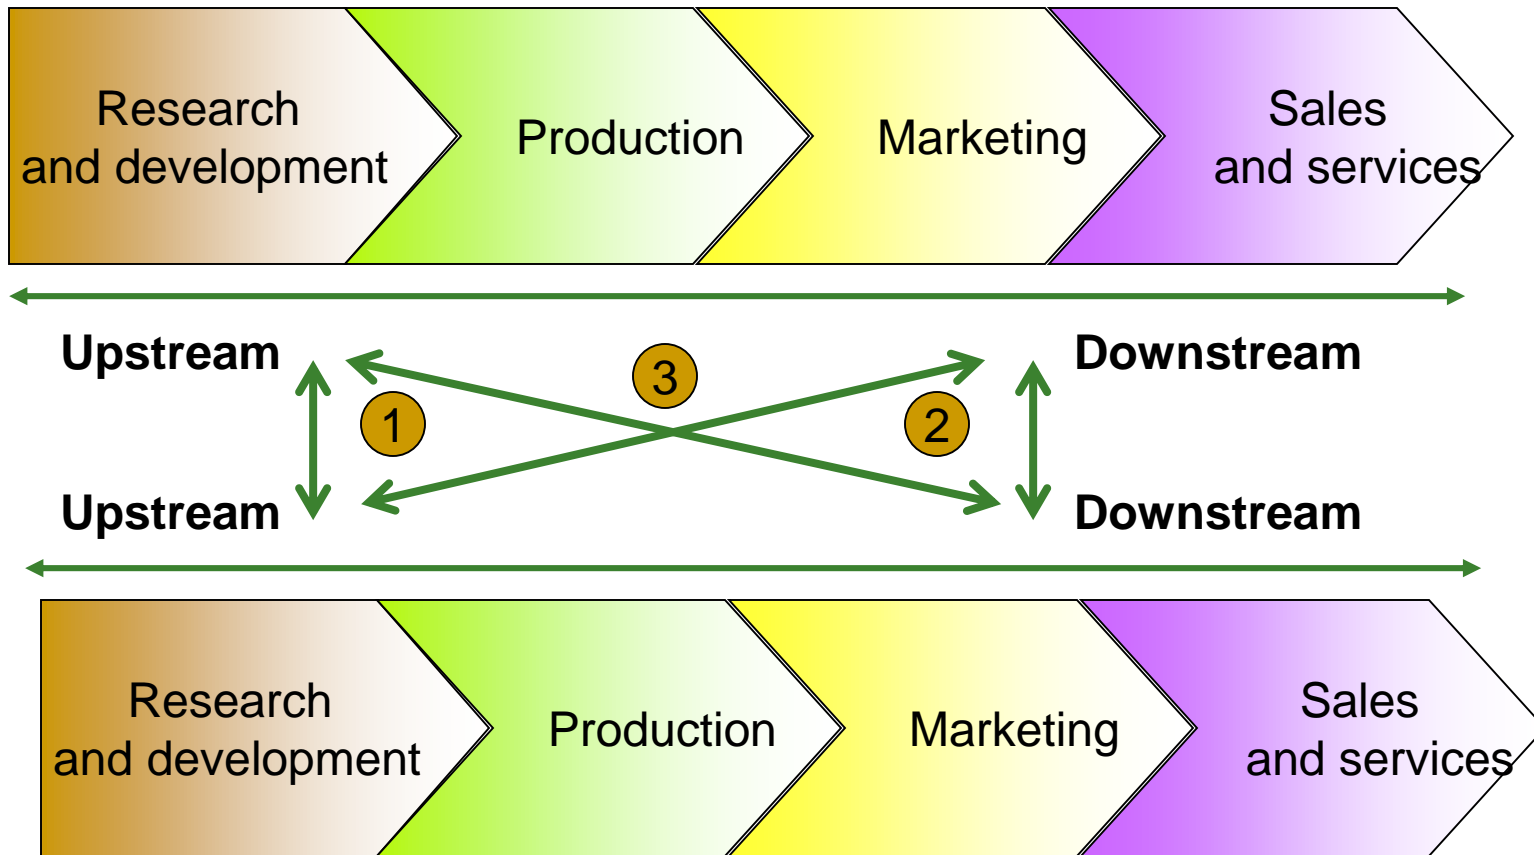 Research
and development
Production
Marketing
Sales
and services
Upstream
3
Downstream
1
2
Upstream
Downstream
Research
and development
Production
Marketing
Sales
and services